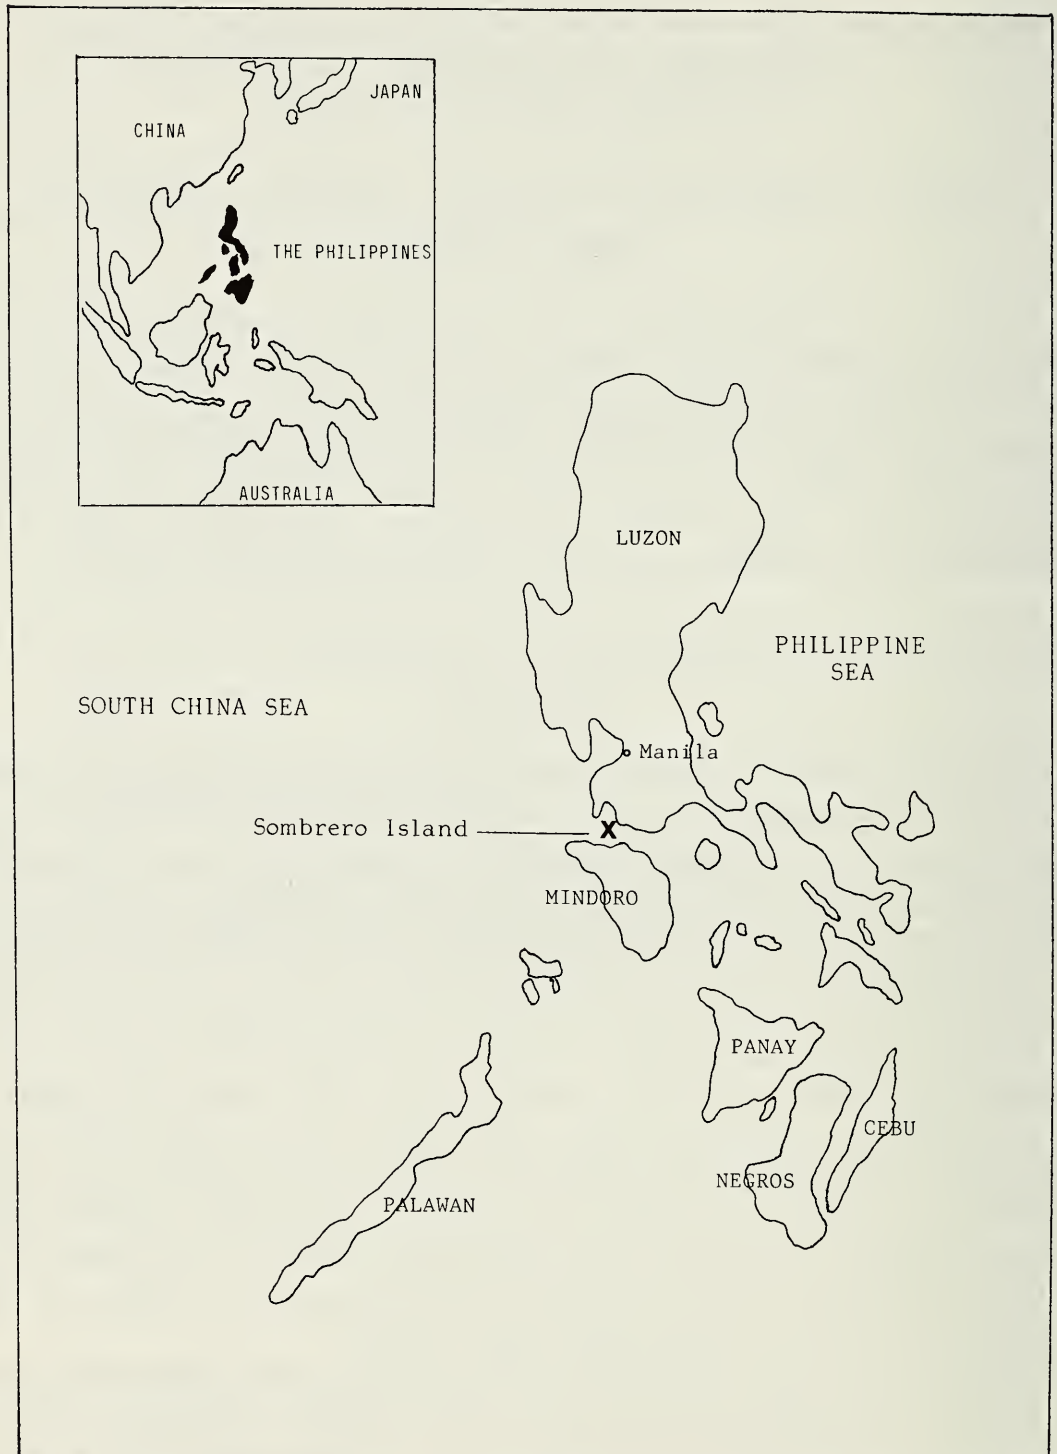 JAPAN
CHINA
THE PHILIPPINES
AUSTRALIA
LUZON
PHILIPPINE
SEA
SOUTH CHINA SEA
Manila
Sombrero Island
X
MINDORO
PANAY
CEBU
NEGROS
PALAWAN